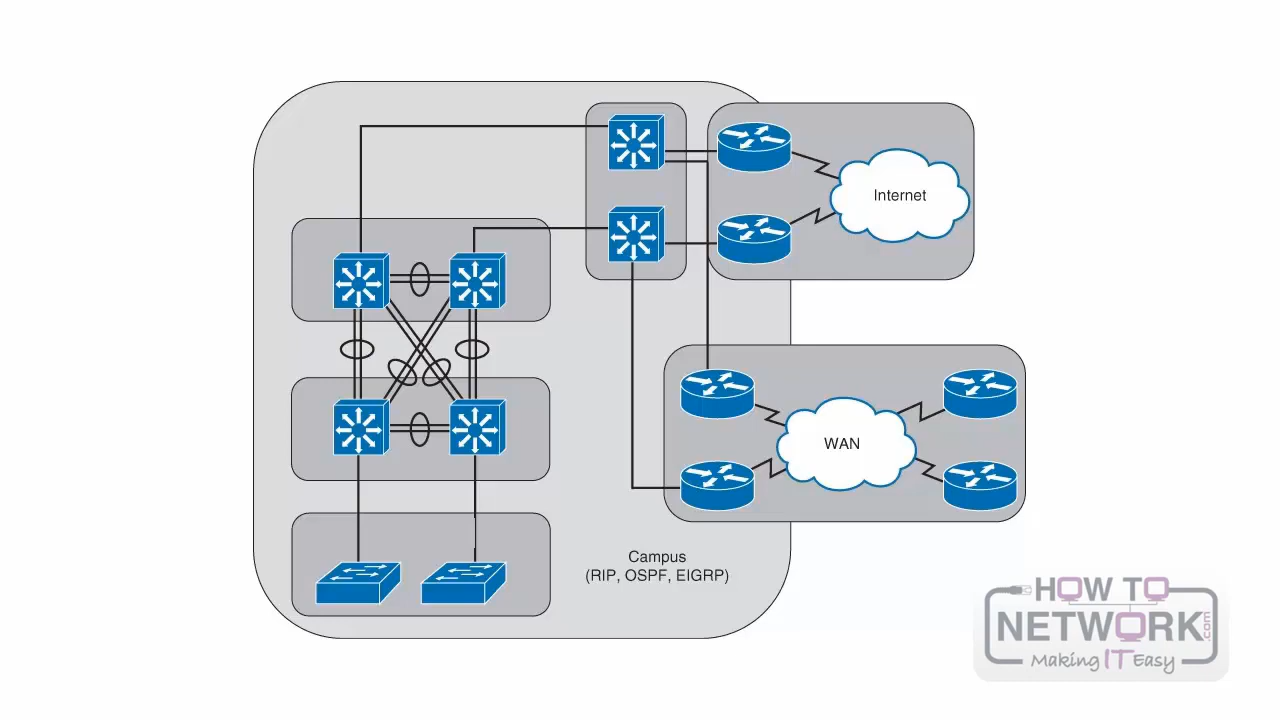 Internet
WAN
Campus
(RIP, OSPF, EIGRP)
HOW TO
NETWORK.com
Making IT Easy